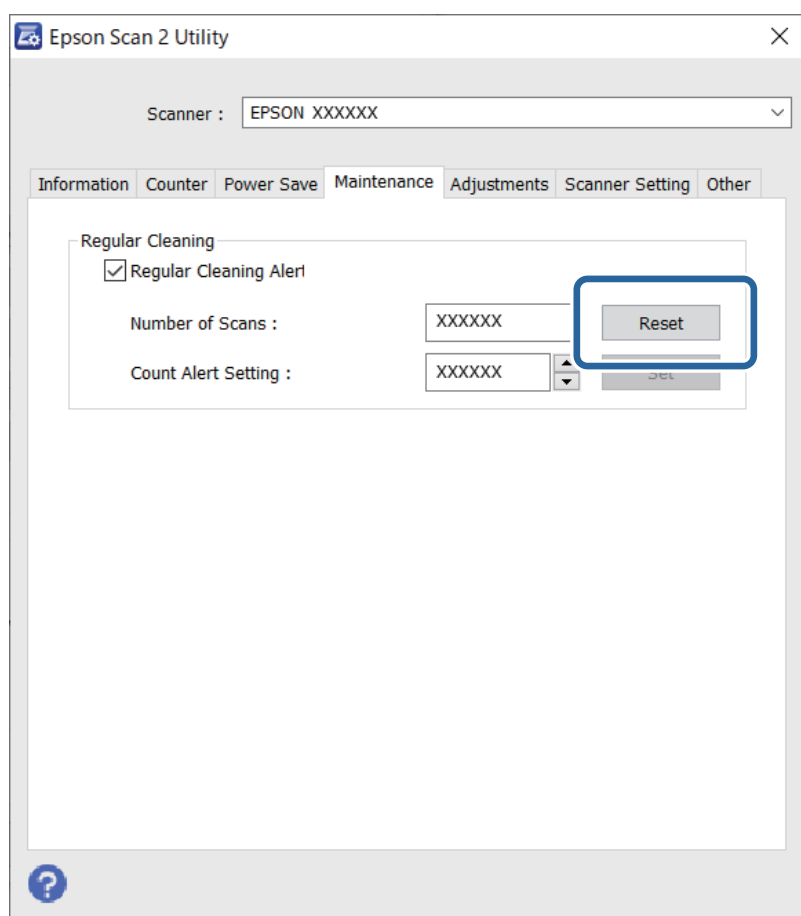 Epson Scan 2 Utility
Scanner : EPSON XXXXXX
Information Counter Power Save Maintenance Adjustments Scanner Setting Other
Regular Cleaning
Regular Cleaning Alert
Number of Scans : XXXXXX Reset
Count Alert Setting : XXXXXX Set
?